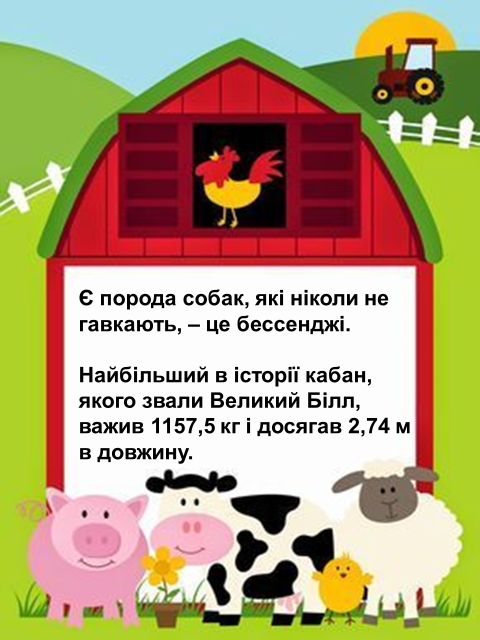 Є порода собак, які ніколи не
гавкають, – це бессенджі.
Найбільший в історії кабан,
якого звали Великий Білл,
важив 1157,5 кг і досягав 2,74 м
в довжину.